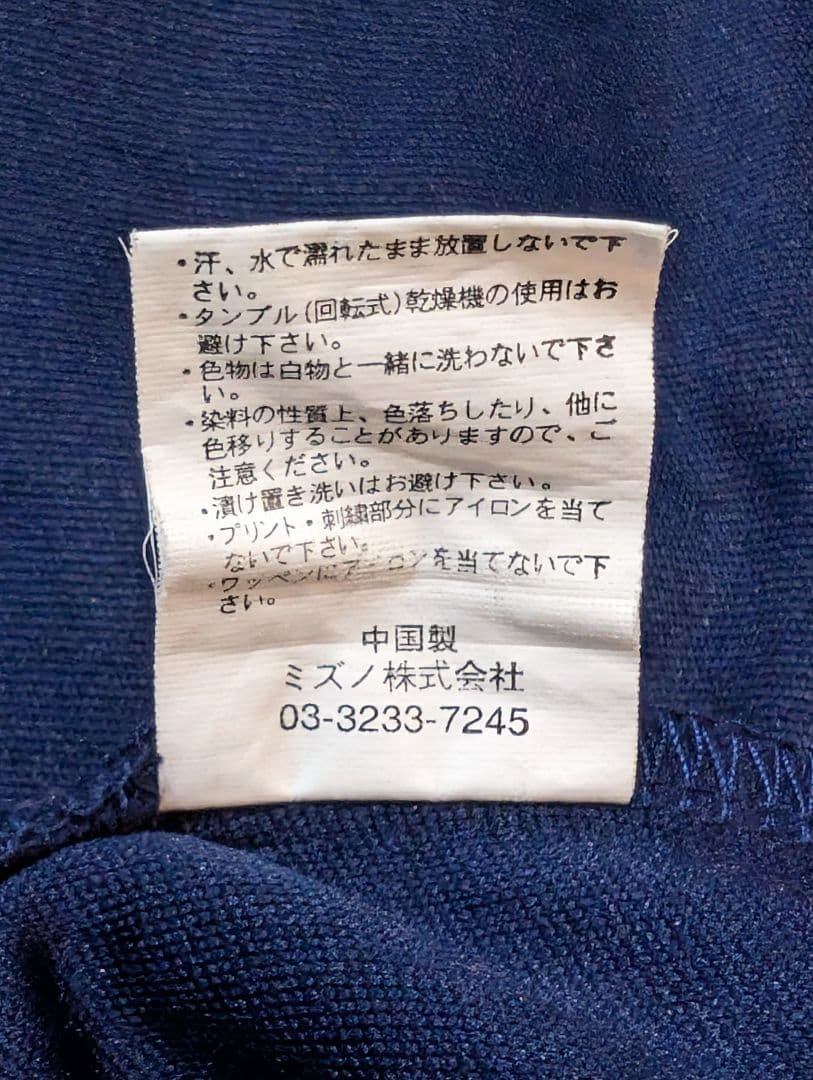 ・汗、水で濡れたまま放置しないで下
さい。
・タンブル(回転式)乾燥機の使用はお
避け下さい。
・色物は白物と一緒に洗わないで下さ
い。
・染料の性質上、色落ちしたり、他に
色移りすることがありますので、ご
注意ください。
・漬け置き洗いはお避け下さい。
・プリント・刺繍部分にアイロンを当て
ないで下さい。
・ワッペンにアイロンを当てないで下
さい。
中国製
ミズノ株式会社
03-3233-7245